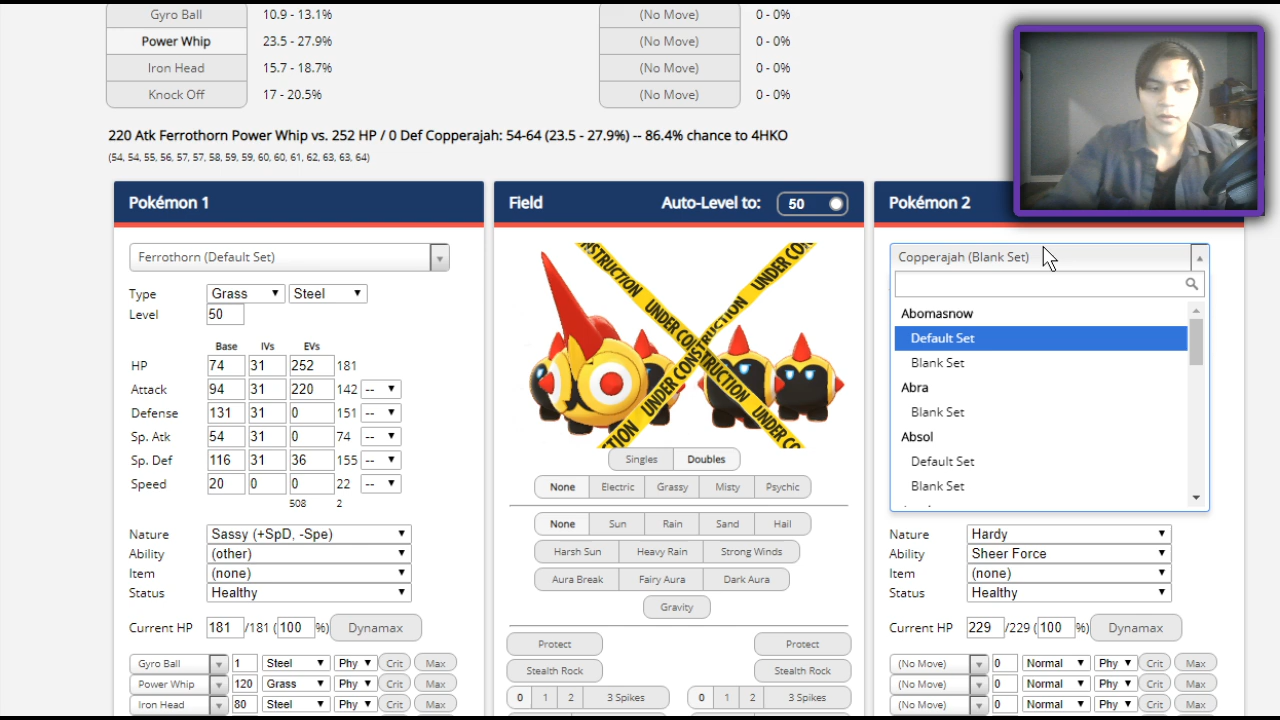 Gyro Ball 10.9 - 13.1% (No Move) 0 - 0%
Power Whip 23.5 - 27.9% (No Move) 0 - 0%
Iron Head 15.7 - 18.7% (No Move) 0 - 0%
Knock Off 17 - 20.5% (No Move) 0 - 0%
220 Atk Ferrothorn Power Whip vs. 252 HP / 0 Def Copperajah: 54-64 (23.5 - 27.9%) -- 86.4% chance to 4HKO
(54, 54, 55, 56, 57, 57, 58, 59, 59, 60, 60, 61, 62, 63, 63, 64)
Pokémon 1
Ferrothorn (Default Set)
Type Grass Steel
Level 50
Base IVs EVs
HP 74 31 252 181
Attack 94 31 220 142 --
Defense 131 31 0 151 --
Sp. Atk 54 31 0 74 --
Sp. Def 116 31 36 155 --
Speed 20 0 0 22 --
508 2
Nature Sassy (+SpD, -Spe)
Ability (other)
Item (none)
Status Healthy
Current HP 181 /181 ( 100 %) Dynamax
Gyro Ball 1 Steel Phy Crit Max
Power Whip 120 Grass Phy Crit Max
Iron Head 80 Steel Phy Crit Max
Field Auto-Level to: 50
UNDER CONSTRUCTION
Singles Doubles
None Electric Grassy Misty Psychic
None Sun Rain Sand Hail
Harsh Sun Heavy Rain Strong Winds
Aura Break Fairy Aura Dark Aura
Gravity
Protect Protect
Stealth Rock Stealth Rock
0 1 2 3 Spikes 0 1 2 3 Spikes
Pokémon 2
Copperajah (Blank Set)
Abomasnow
Default Set
Blank Set
Abra
Blank Set
Absol
Default Set
Blank Set
Nature Hardy
Ability Sheer Force
Item (none)
Status Healthy
Current HP 229 /229 ( 100 %) Dynamax
(No Move) 0 Normal Phy Crit Max
(No Move) 0 Normal Phy Crit Max
(No Move) 0 Normal Phy Crit Max